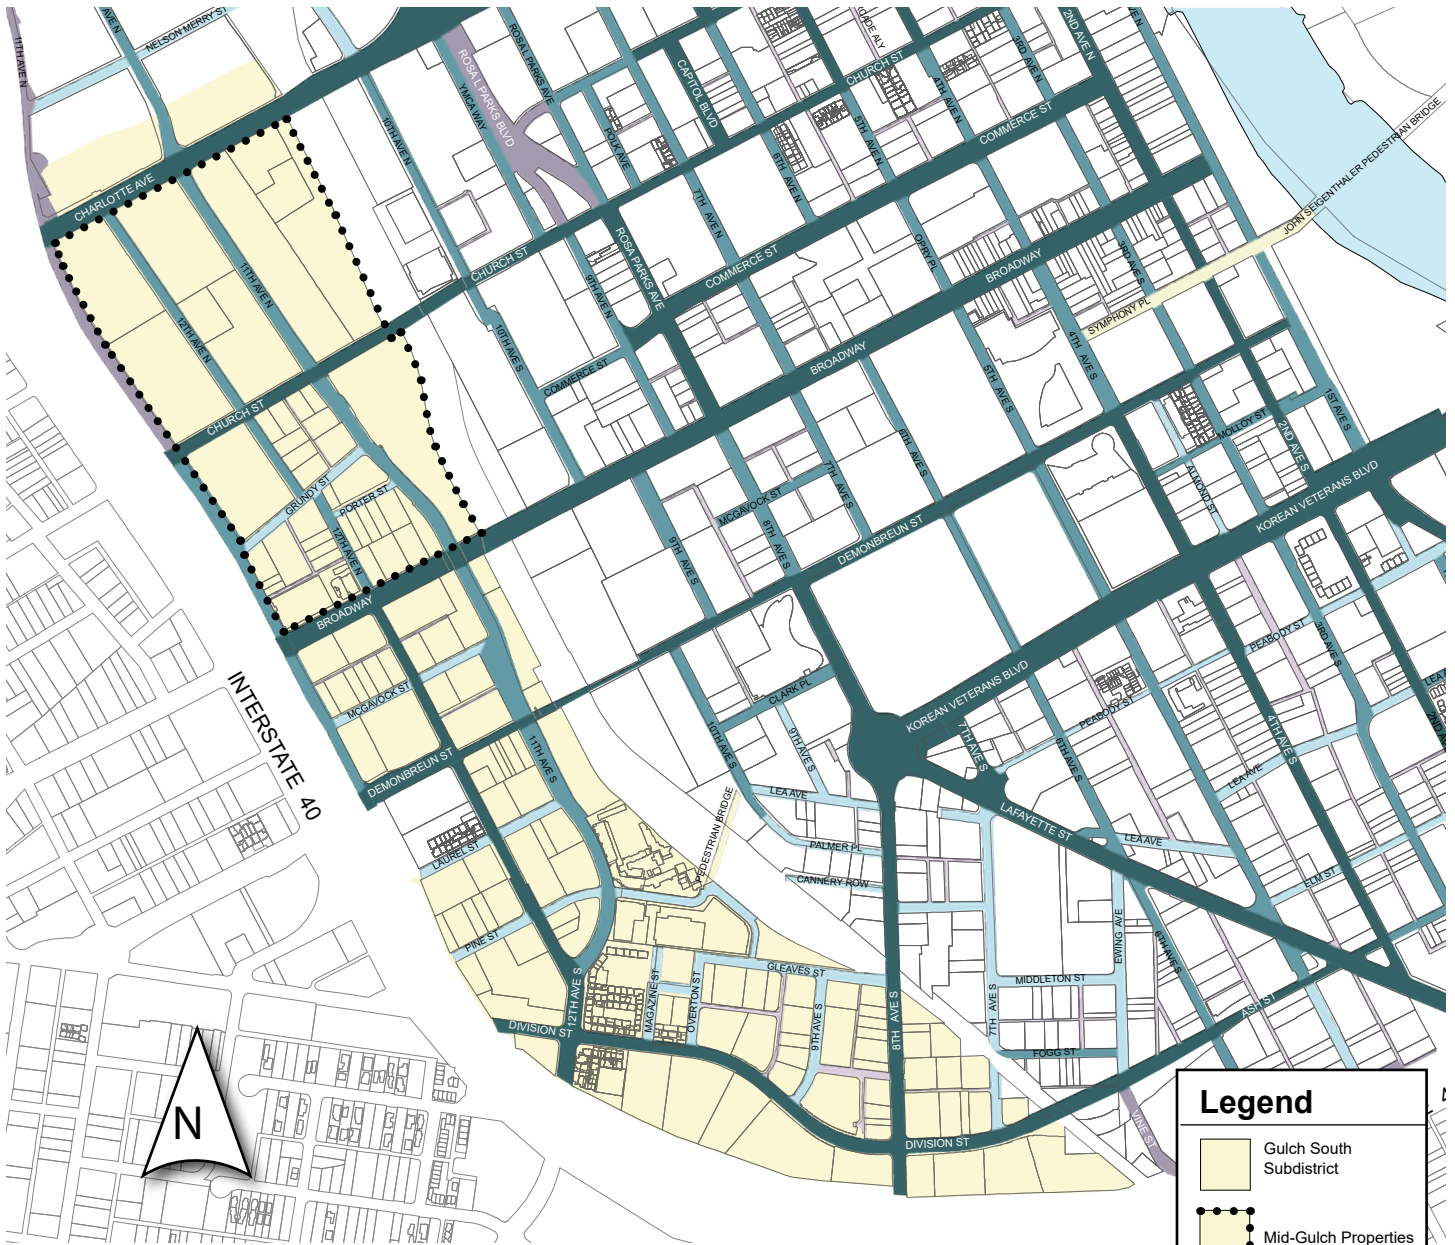 11TH AVE N
AVE N
NELSON MERRY ST
CHARLOTTE AVE
10TH AVE N
YMCA WAY
ROSA L PARKS BLVD
ROSA L PARKS AVE
POLK AVE
CAPITOL BLVD
CHURCH ST
7TH AVE N
6TH AVE N
5TH AVE N
4TH AVE N
3RD AVE N
2ND AVE N
VE N
COMMERCE ST
JOHN SEIGENTHALER PEDESTRIAN BRIDGE
11TH AVE N
12TH AVE N
CHURCH ST
CHURCH ST
ROSA PARKS AVE
9TH AVE N
COMMERCE ST
OPRY PL
BROADWAY
3RD AVE S
SYMPHONY PL
10TH AVE S
COMMERCE ST
BROADWAY
4TH AVE S
5TH AVE S
1ST AVE S
MOLLOY ST
2ND AVE S
6TH AVE S
7TH AVE S
MCGAVOCK ST
8TH AVE S
9TH AVE S
DEMONBREUN ST
ALMOND ST
KOREAN VETERANS BLVD
GRUNDY ST
PORTER ST
12TH AVE N
BROADWAY
MCGAVOCK ST
INTERSTATE 40
DEMONBREUN ST
11TH AVE S
CLARK PL
KOREAN VETERANS BLVD
10TH AVE S
9TH AVE S
7TH AVE S
PEABODY ST
PEABODY ST
6TH AVE S
3RD AVE S
4TH AVE S
LEA
2ND AV
LEA AVE
LEA AVE
LAFAYETTE ST
LEA AVE
PEDESTRIAN BRIDGE
PALMER PL
CANNERY ROW
LAUREL ST
PINE ST
ELM ST
EWING AVE
6TH AVE S
MIDDLETON ST
ASH ST
12TH AVE S
MAGAZINE ST
OVERTON ST
GLEAVES ST
9TH AVE S
8TH AVE S
7TH AVE S
FOGG ST
DIVISION ST
DIVISION ST
VINE ST
N
Legend
Gulch South
Subdistrict
Mid-Gulch Properties